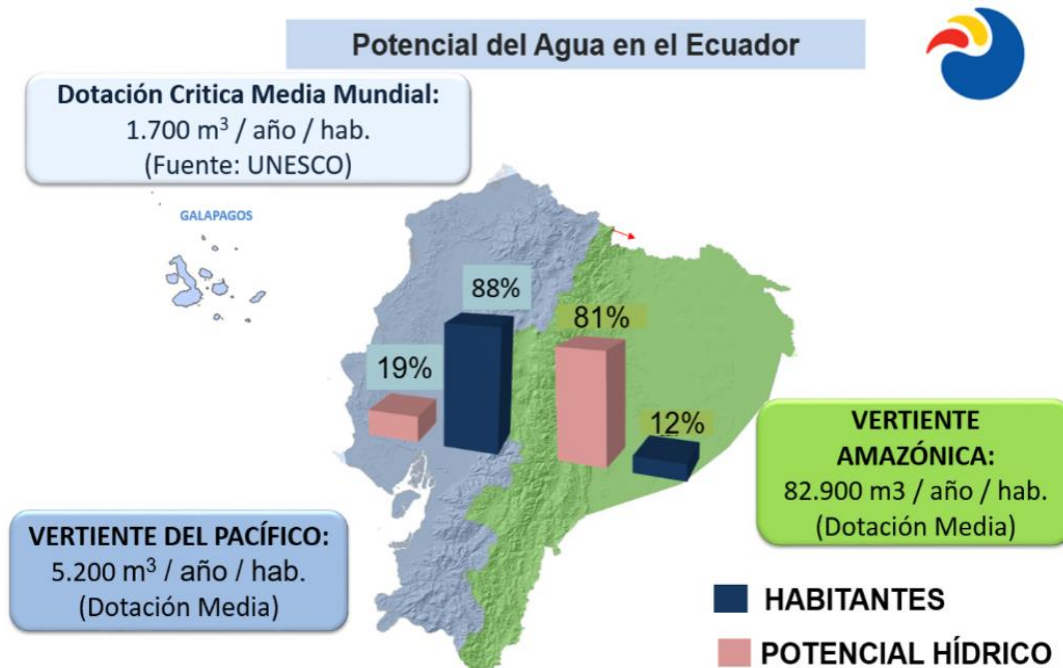 Potencial del Agua en el Ecuador
Dotación Critica Media Mundial:
1.700 m³ / año / hab.
(Fuente: UNESCO)
GALAPAGOS
88%
81%
19%
12%
VERTIENTE
AMAZÓNICA:
82.900 m3 / año / hab.
(Dotación Media)
VERTIENTE DEL PACÍFICO:
5.200 m³ / año / hab.
(Dotación Media)
HABITANTES
POTENCIAL HÍDRICO